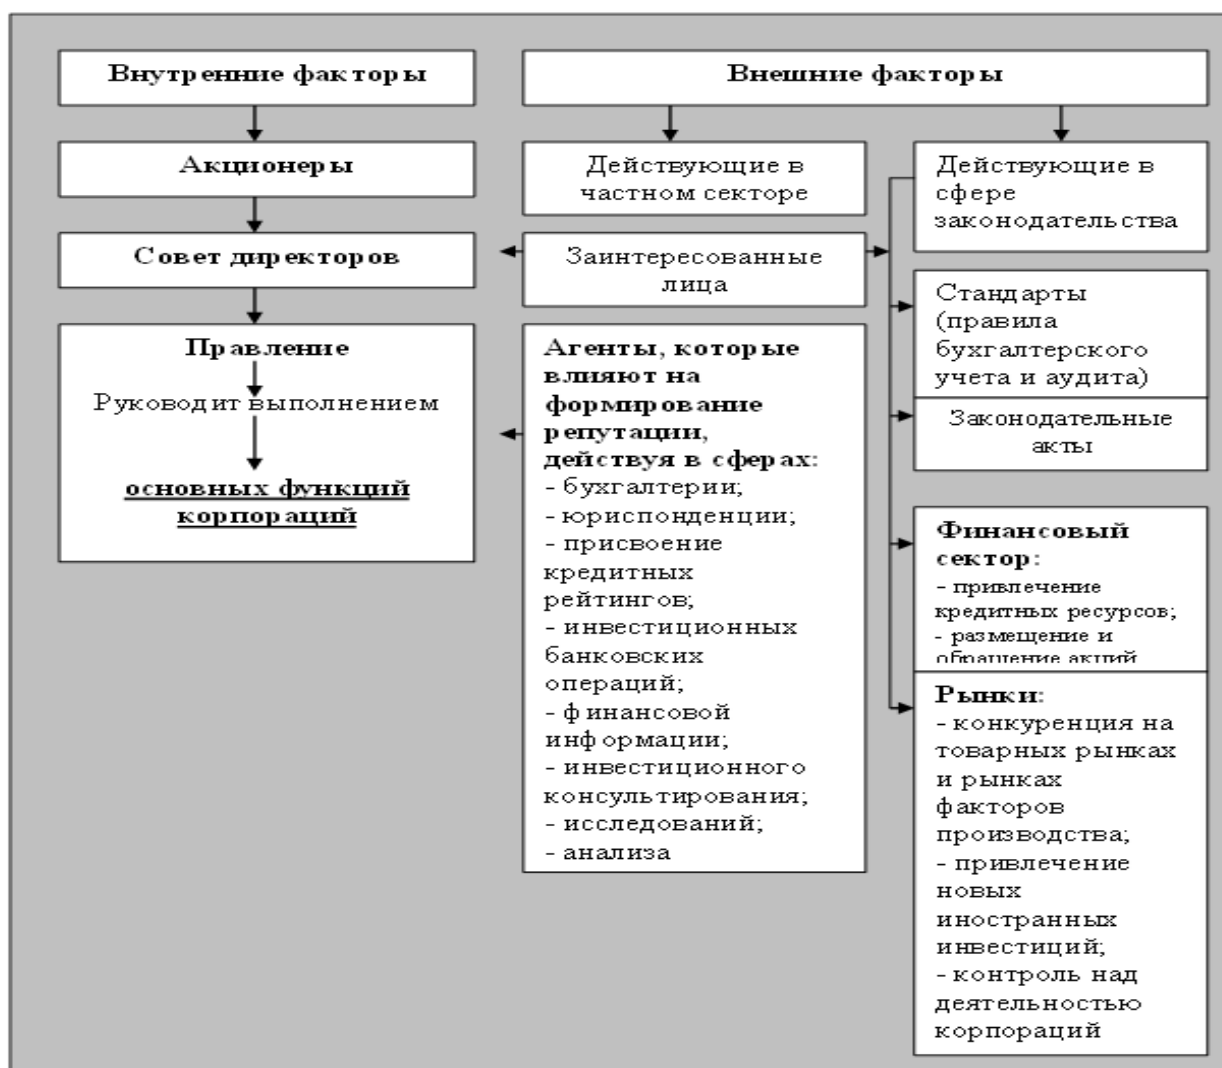 Внутренние факторы
Акционеры
Совет директоров
Правление
Руководит выполнением
основных функций
корпораций
Внешние факторы
Действующие в
частном секторе
Заинтересованные
лица
Агенты, которые
влияют на
формирование
репутации,
действуя в сферах:
- бухгалтерии;
- юриспонденции;
- присвоение
кредитных
рейтингов;
- инвестиционных
банковских
операций;
- финансовой
информации;
- инвестиционного
консультирования;
- исследований;
- анализа
Действующие в
сфере
законодательства
Стандарты
(правила
бухгалтерского
учета и аудита)
Законодательные
акты
Финансовый
сектор:
- привлечение
кредитных ресурсов;
- размещение и
обращение акций
Рынки:
- конкуренция на
товарных рынках
и рынках
факторов
производства;
- привлечение
новых
иностранных
инвестиций;
- контроль над
деятельностью
корпораций